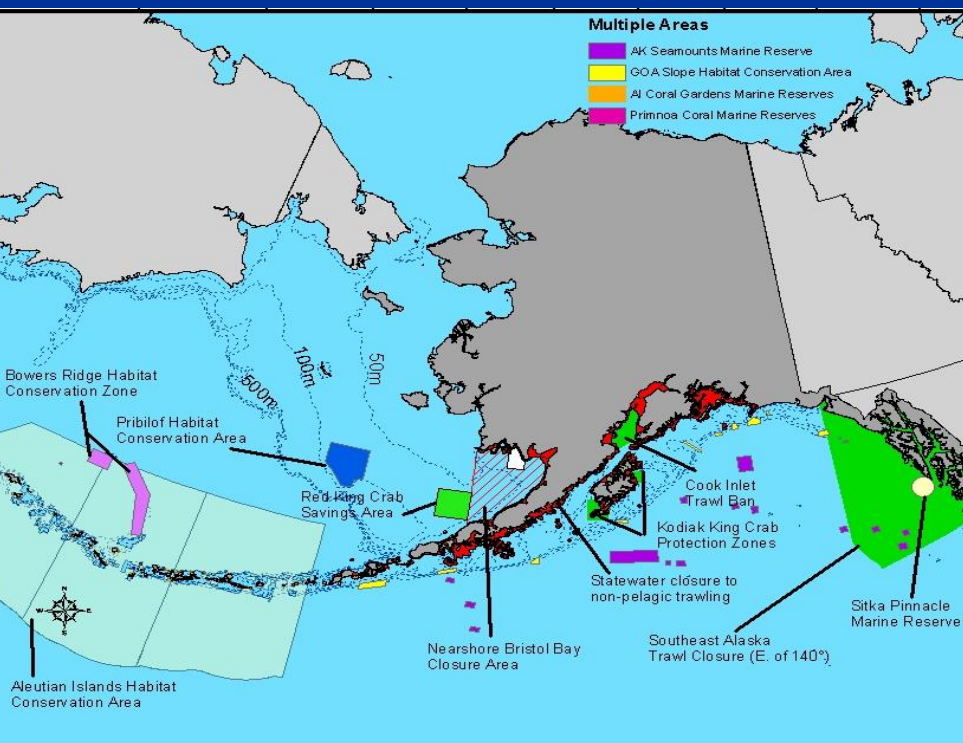 Multiple Areas
AK Seamounts Marine Reserve
GOA Slope Habitat Conservation Area
AI Coral Gardens Marine Reserves
Primnoa Coral Marine Reserves
500m
100m
50m
Bowers Ridge Habitat
Conservation Zone
Pribilof Habitat
Conservation Area
Red King Crab
Savings Area
Cook Inlet
Trawl Ban
Kodiak King Crab
Protection Zones
Statewater closure to
non-pelagic trawling
Sitka Pinnacle
Marine Reserve
Southeast Alaska
Trawl Closure (E. of 140°)
Nearshore Bristol Bay
Closure Area
Aleutian Islands Habitat
Conservation Area
N
W E
S